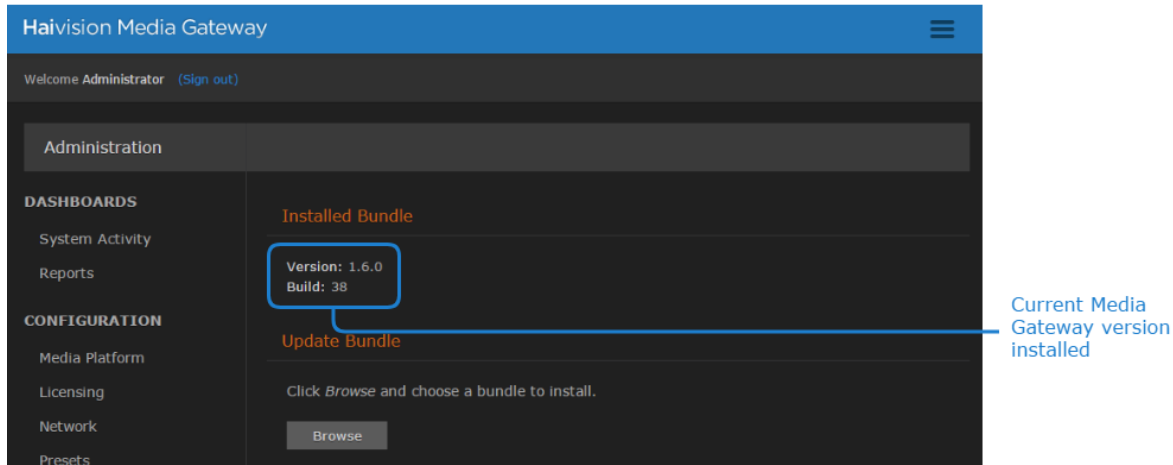 Haivision Media Gateway
Welcome Administrator (Sign out)
Administration
DASHBOARDS
System Activity
Reports
CONFIGURATION
Media Platform
Licensing
Network
Presets
Installed Bundle
Version: 1.6.0
Build: 38
Update Bundle
Click Browse and choose a bundle to install.
Browse
Current Media
Gateway version
installed